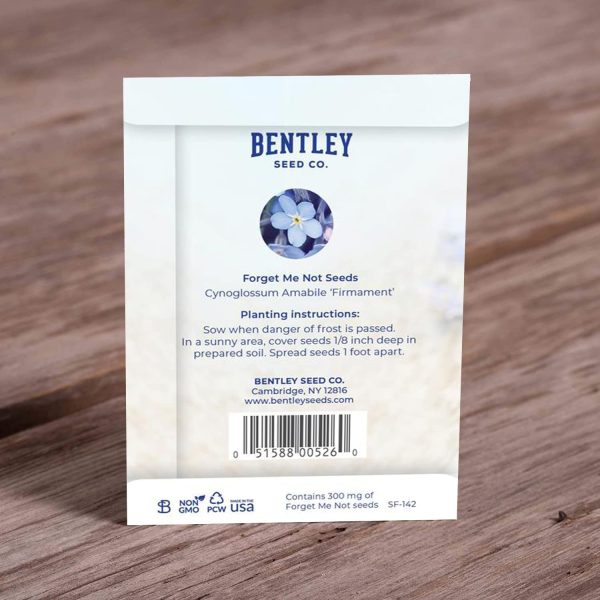 BENTLEY
SEED CO.
Forget Me Not Seeds
Cynoglossum Amabile ‘Firmament’
Planting instructions:
Sow when danger of frost is passed.
In a sunny area, cover seeds 1/8 inch deep in
prepared soil. Spread seeds 1 foot apart.
BENTLEY SEED CO.
Cambridge, NY 12816
www.bentleyseeds.com
0 51588 00526 0
B NON GMO PCW MADE IN THE usa
Contains 300 mg of
Forget Me Not seeds SF-142